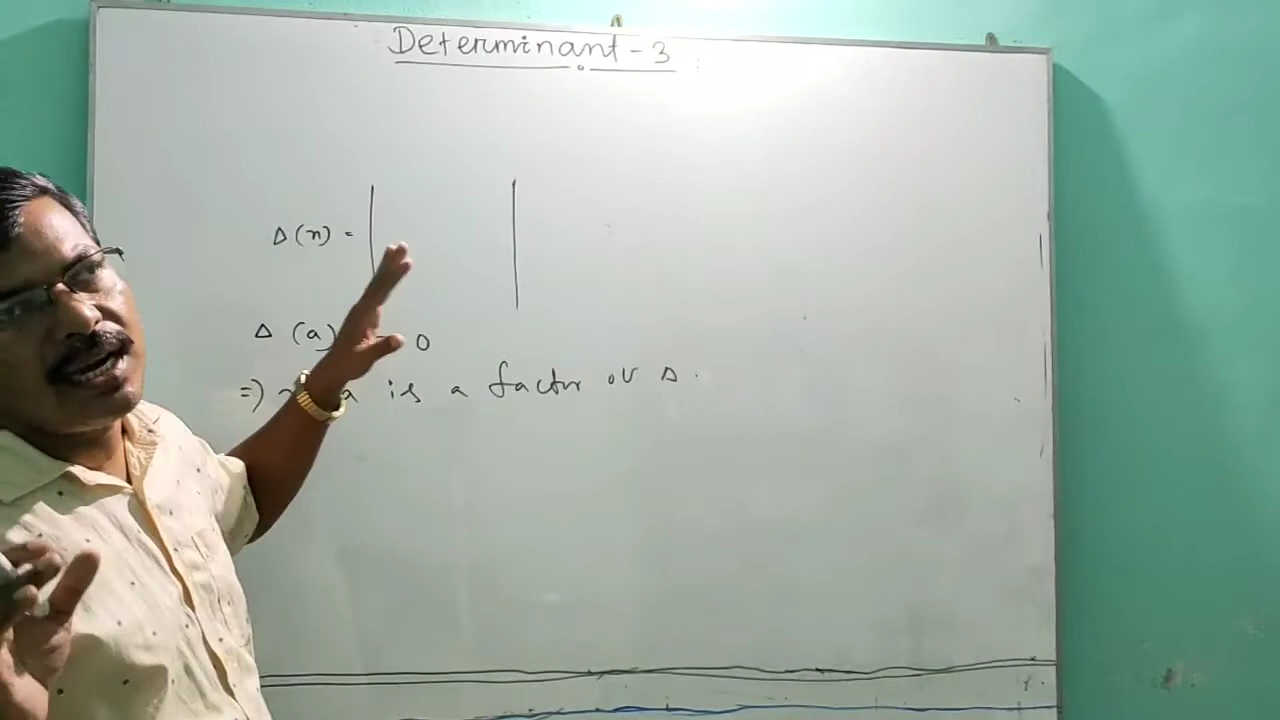 Determinant - 3
Δ(x) =
Δ (a) = 0
=) a is a factor of Δ.